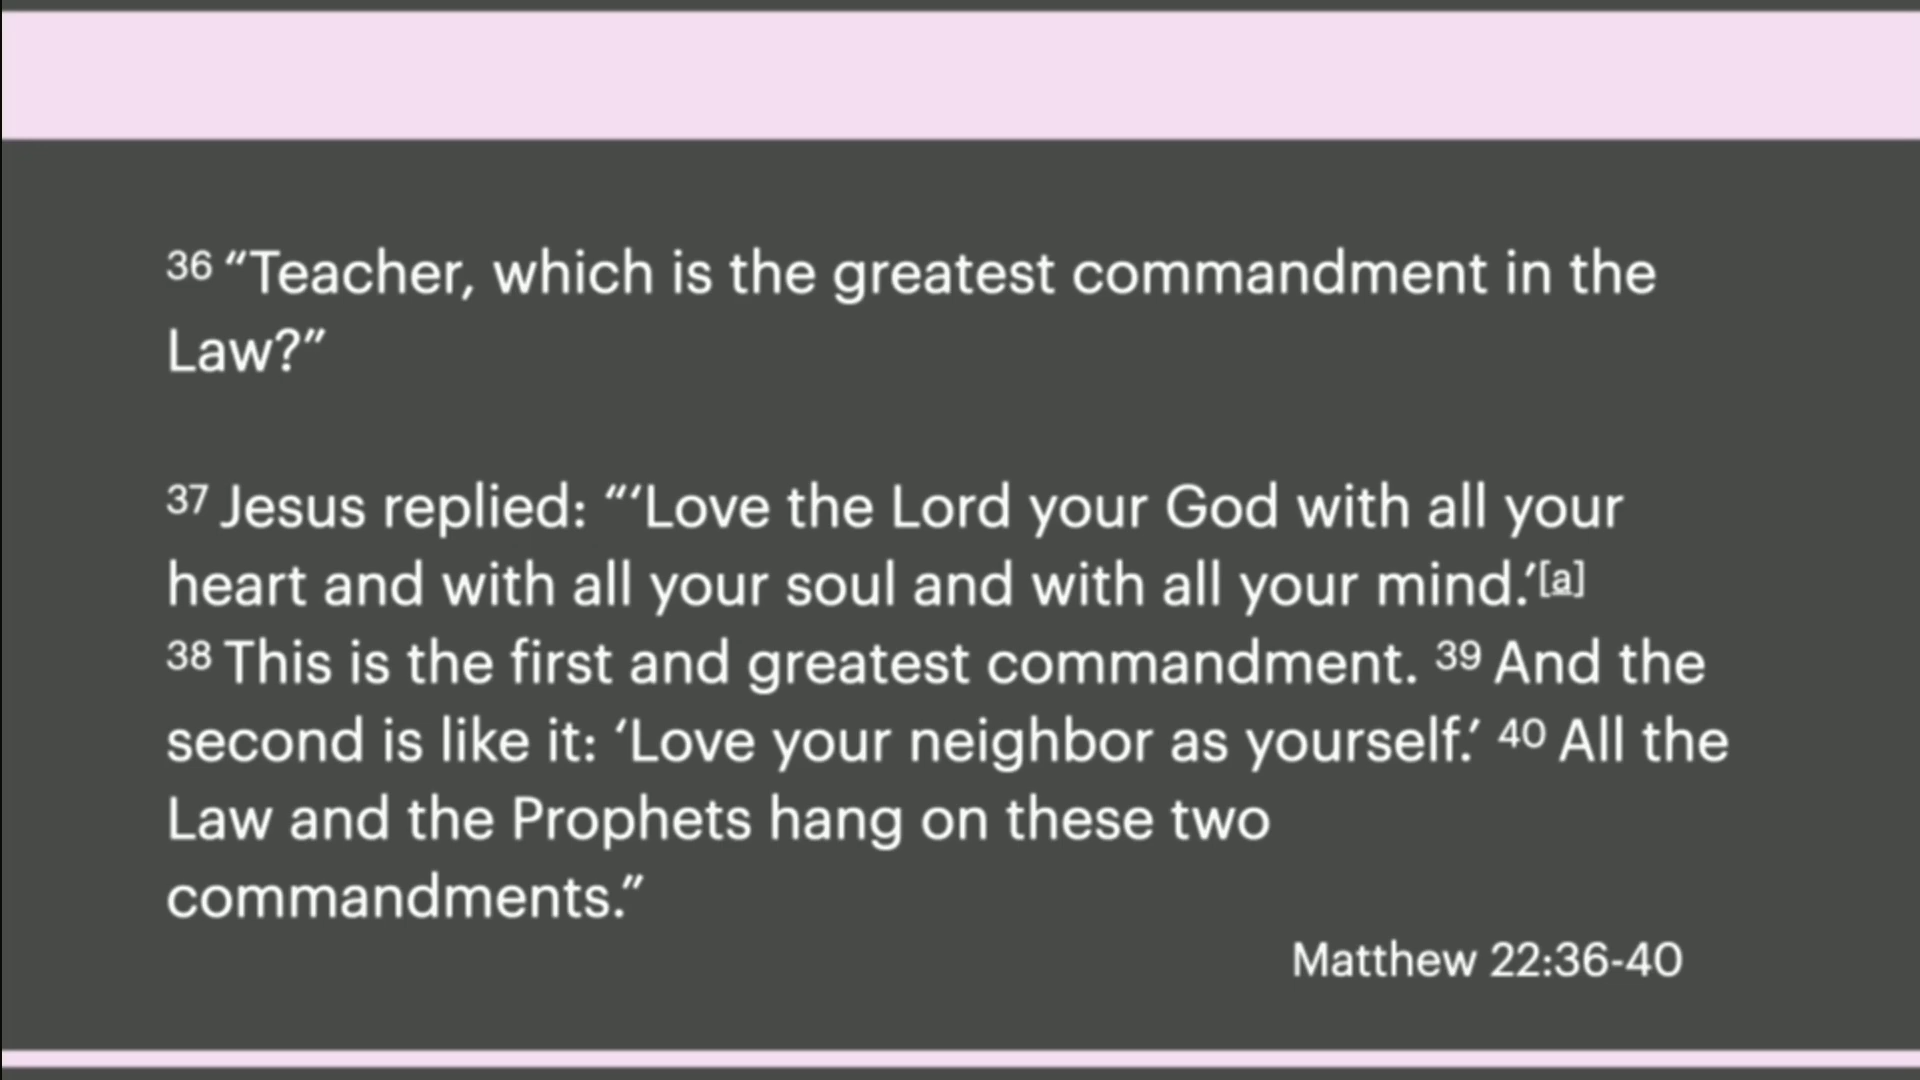 36 “Teacher, which is the greatest commandment in the
Law?”
37 Jesus replied: “‘Love the Lord your God with all your
heart and with all your soul and with all your mind.’[a]
38 This is the first and greatest commandment. 39 And the
second is like it: ‘Love your neighbor as yourself.’ 40 All the
Law and the Prophets hang on these two
commandments.”
Matthew 22:36-40